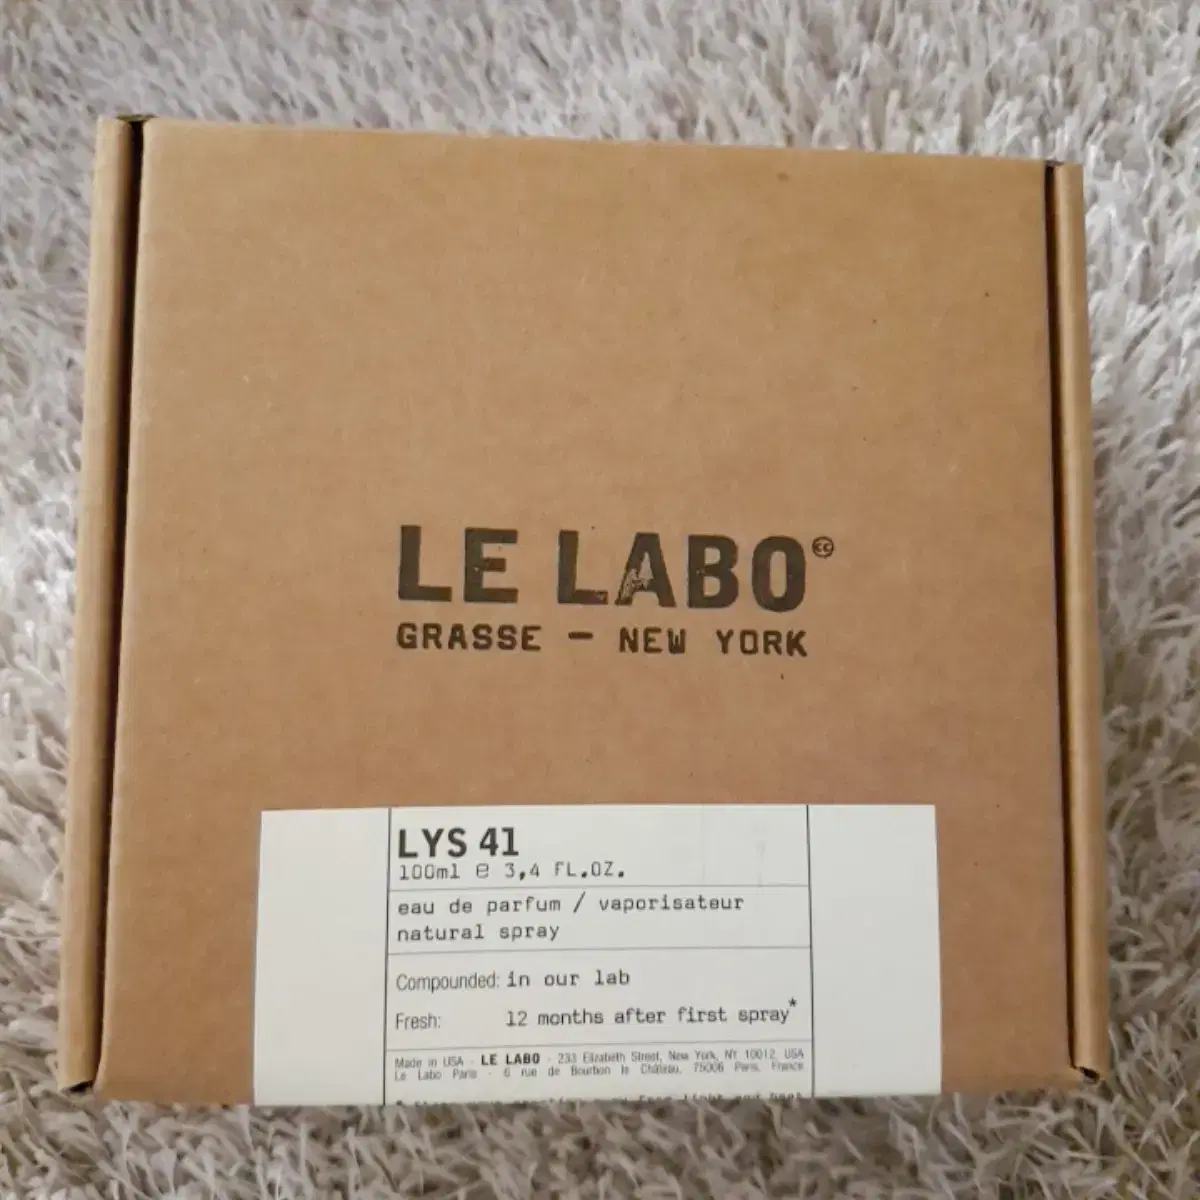 LE LABO
GRASSE - NEW YORK
LYS 41
100ml e 3,4 FL.OZ.
eau de parfum / vaporisateur
natural spray
Compounded: in our lab
Fresh: 12 months after first spray*
Made in USA - LE LABO - 233 Elizabeth Street, New York, NY 10012, USA
Le Labo Paris - 6 rue de Bourbon le Château, 75006 Paris, France